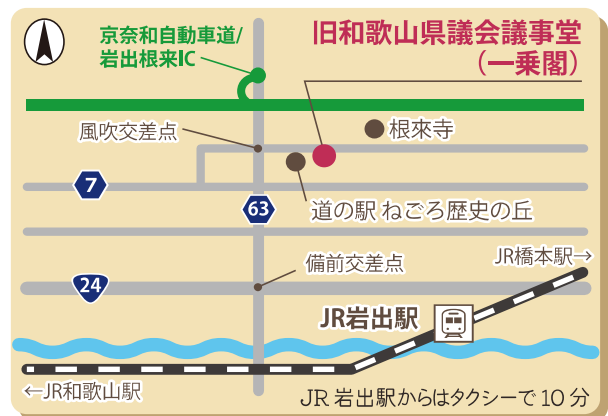 京奈和自動車道/
岩出根来IC
旧和歌山県議会議事堂
(一乗閣)
風吹交差点
根來寺
7
63
道の駅 ねごろ歴史の丘
JR橋本駅→
備前交差点
24
JR岩出駅
←JR和歌山駅
JR 岩出駅からはタクシーで 10 分